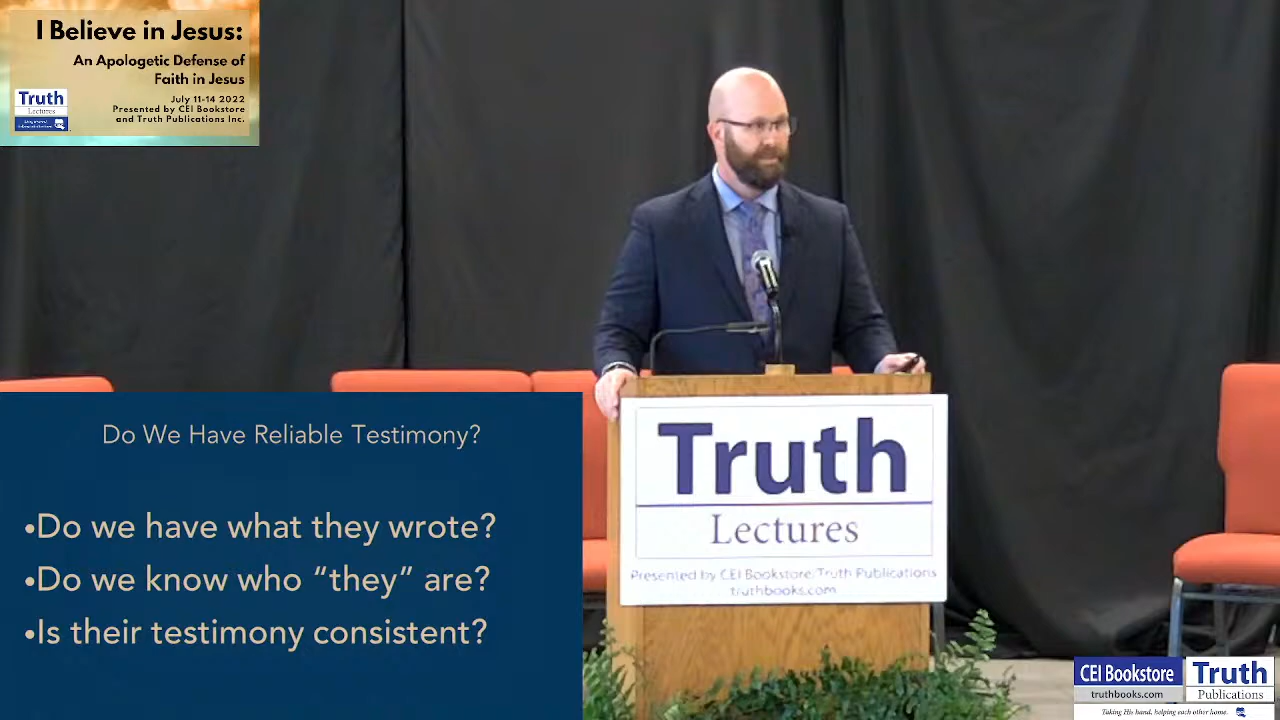 I Believe in Jesus:
An Apologetic Defense of
Faith in Jesus
July 11-14 2022
Presented by CEI Bookstore
and Truth Publications Inc.
Truth
Lectures
Do We Have Reliable Testimony?
•Do we have what they wrote?
•Do we know who “they” are?
•Is their testimony consistent?
Truth
Lectures
Presented by CEI Bookstore/Truth Publications
truthbooks.com
CEI Bookstore
truthbooks.com
Truth
Publications
Taking His hand, helping each other home.